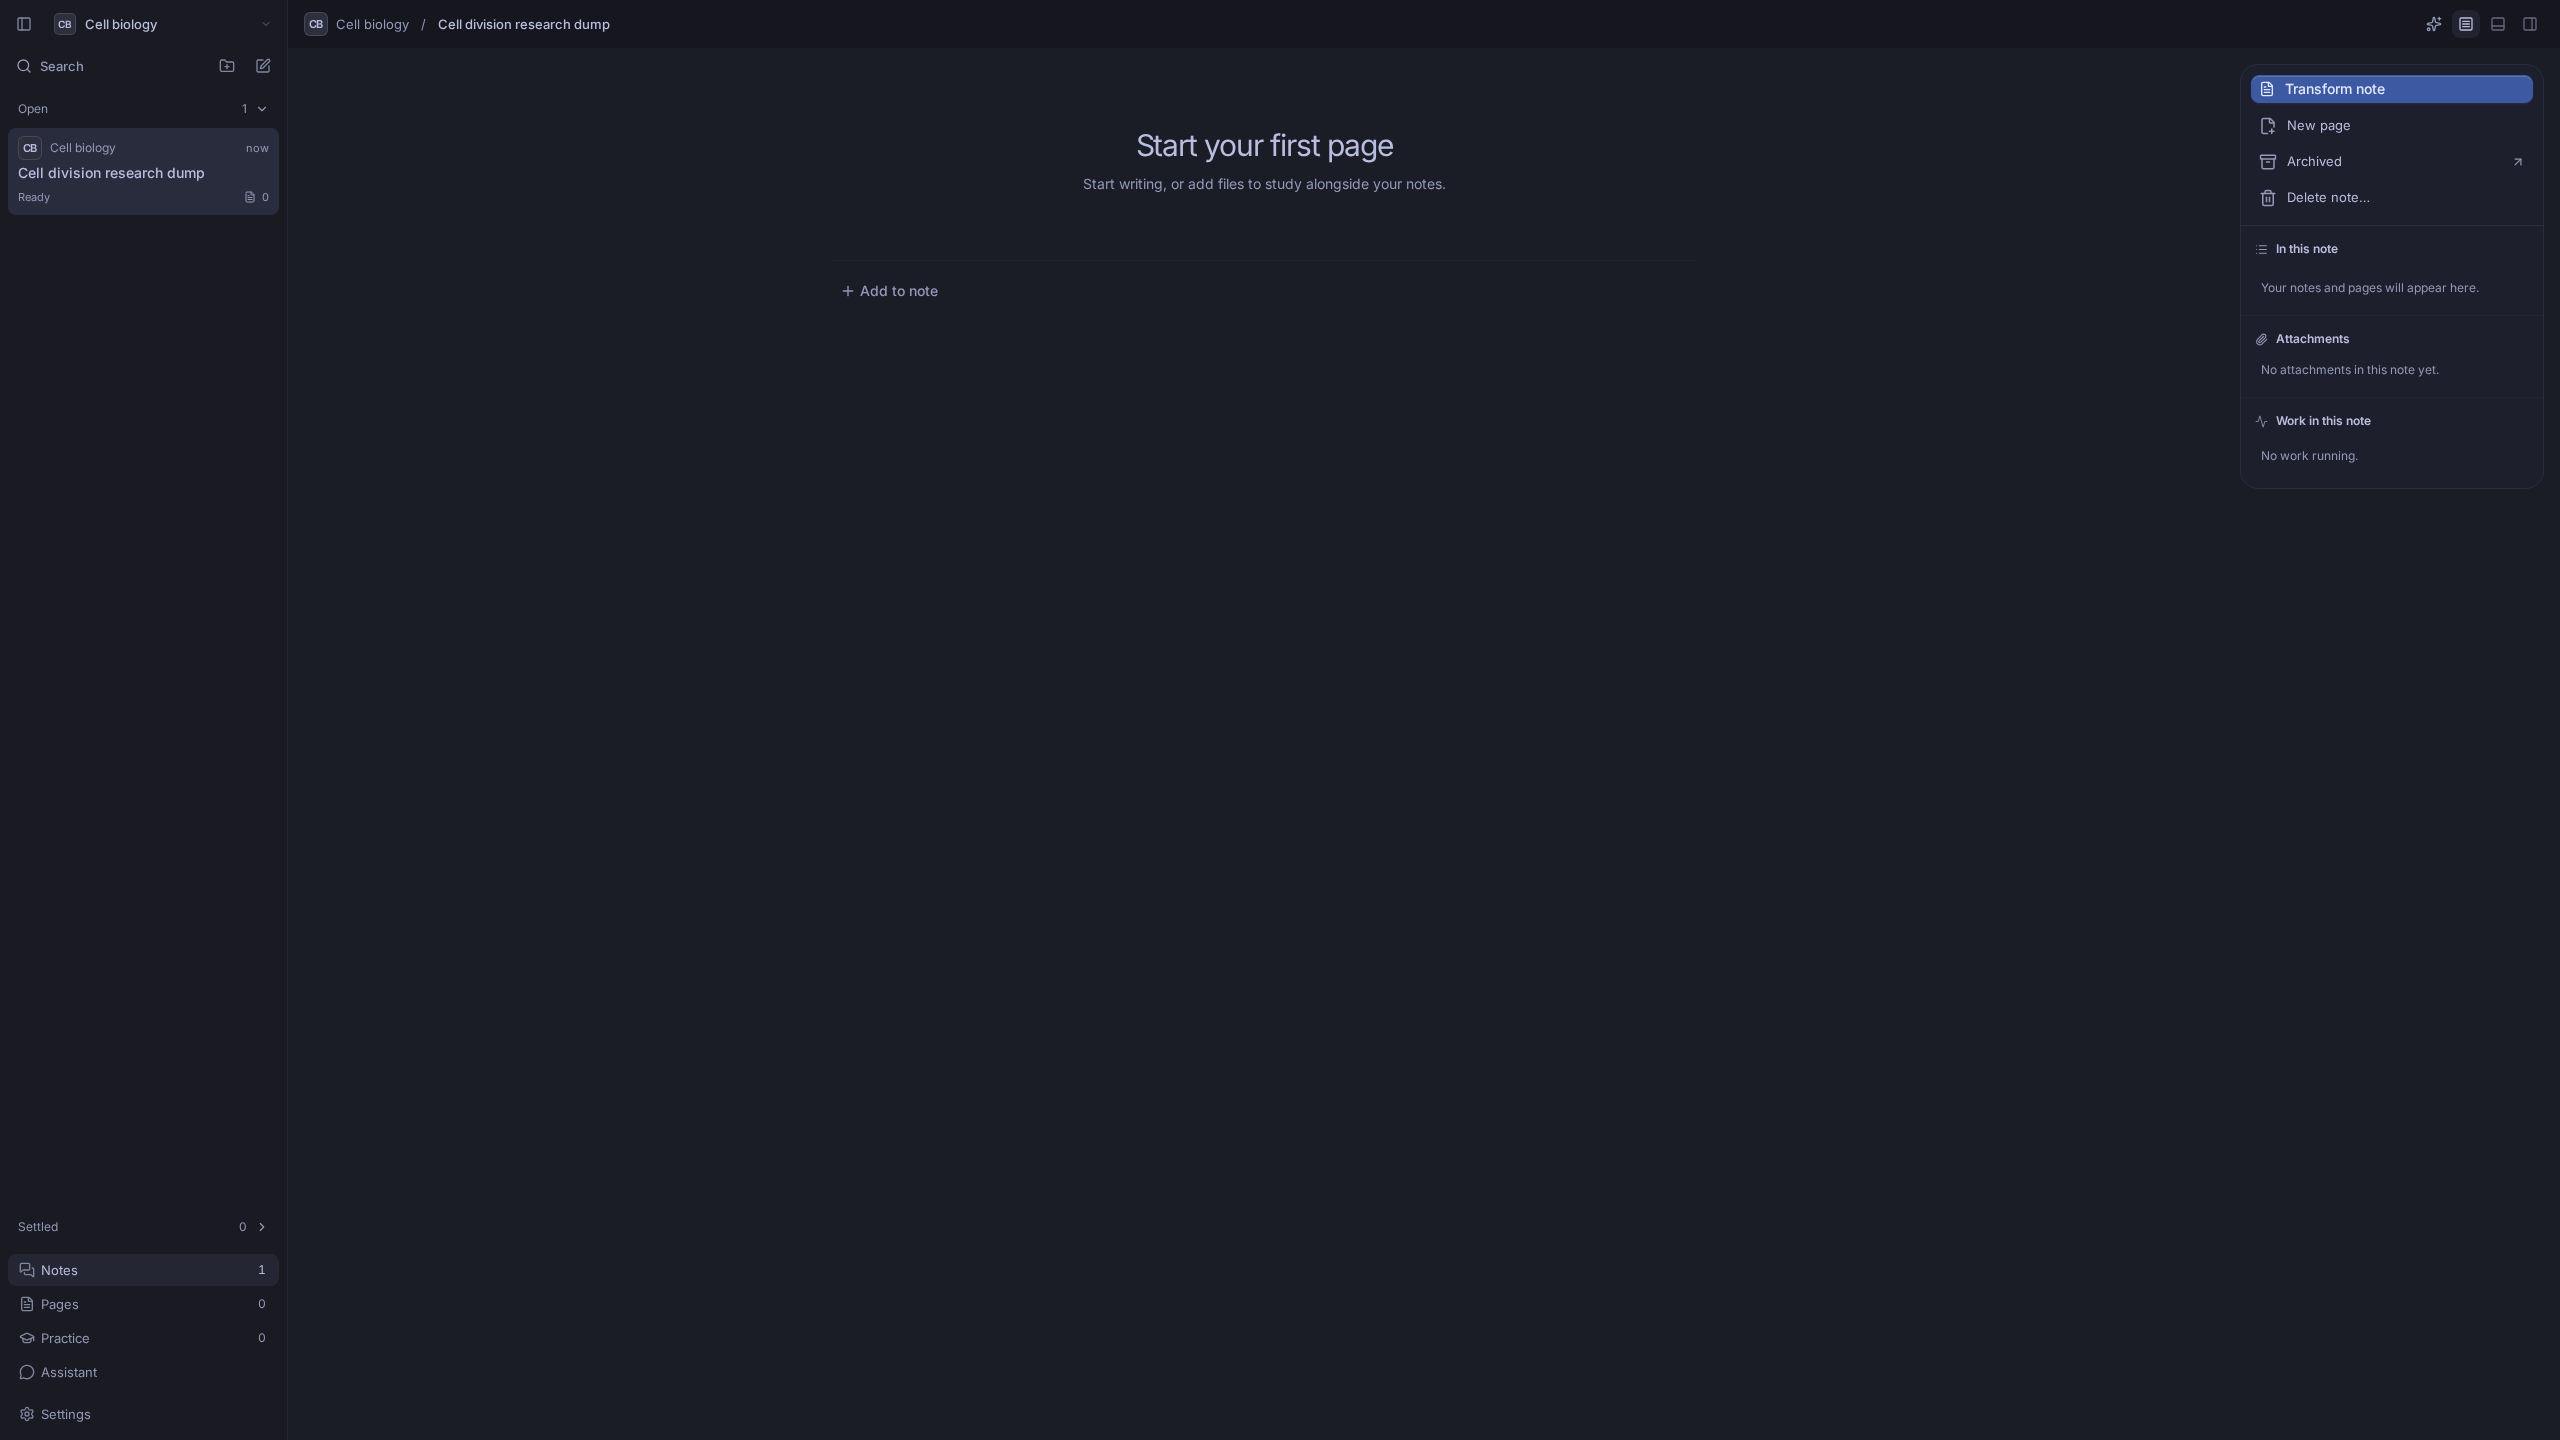 CB Cell biology
Search
Open 1
CB Cell biology now
Cell division research dump
Ready 0
Settled 0
Notes 1
Pages 0
Practice 0
Assistant
Settings
CB Cell biology / Cell division research dump
Start your first page
Start writing, or add files to study alongside your notes.
+ Add to note
Transform note
New page
Archived
Delete note...
In this note
Your notes and pages will appear here.
Attachments
No attachments in this note yet.
Work in this note
No work running.